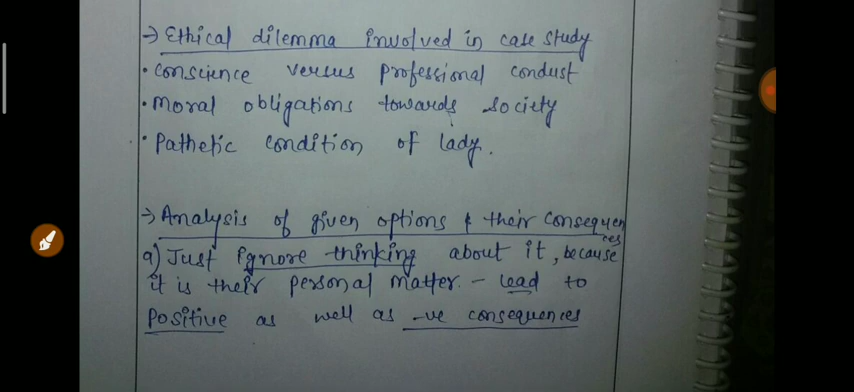 → Ethical dilemma involved in case study
• Conscience versus professional condust
• Moral obligations towards society
• Pathetic condition of lady.
→ Analysis of given options & their consequences
a) Just ignore thinking about it, because
it is their personal matter. – lead to
positive as well as -ve consequences